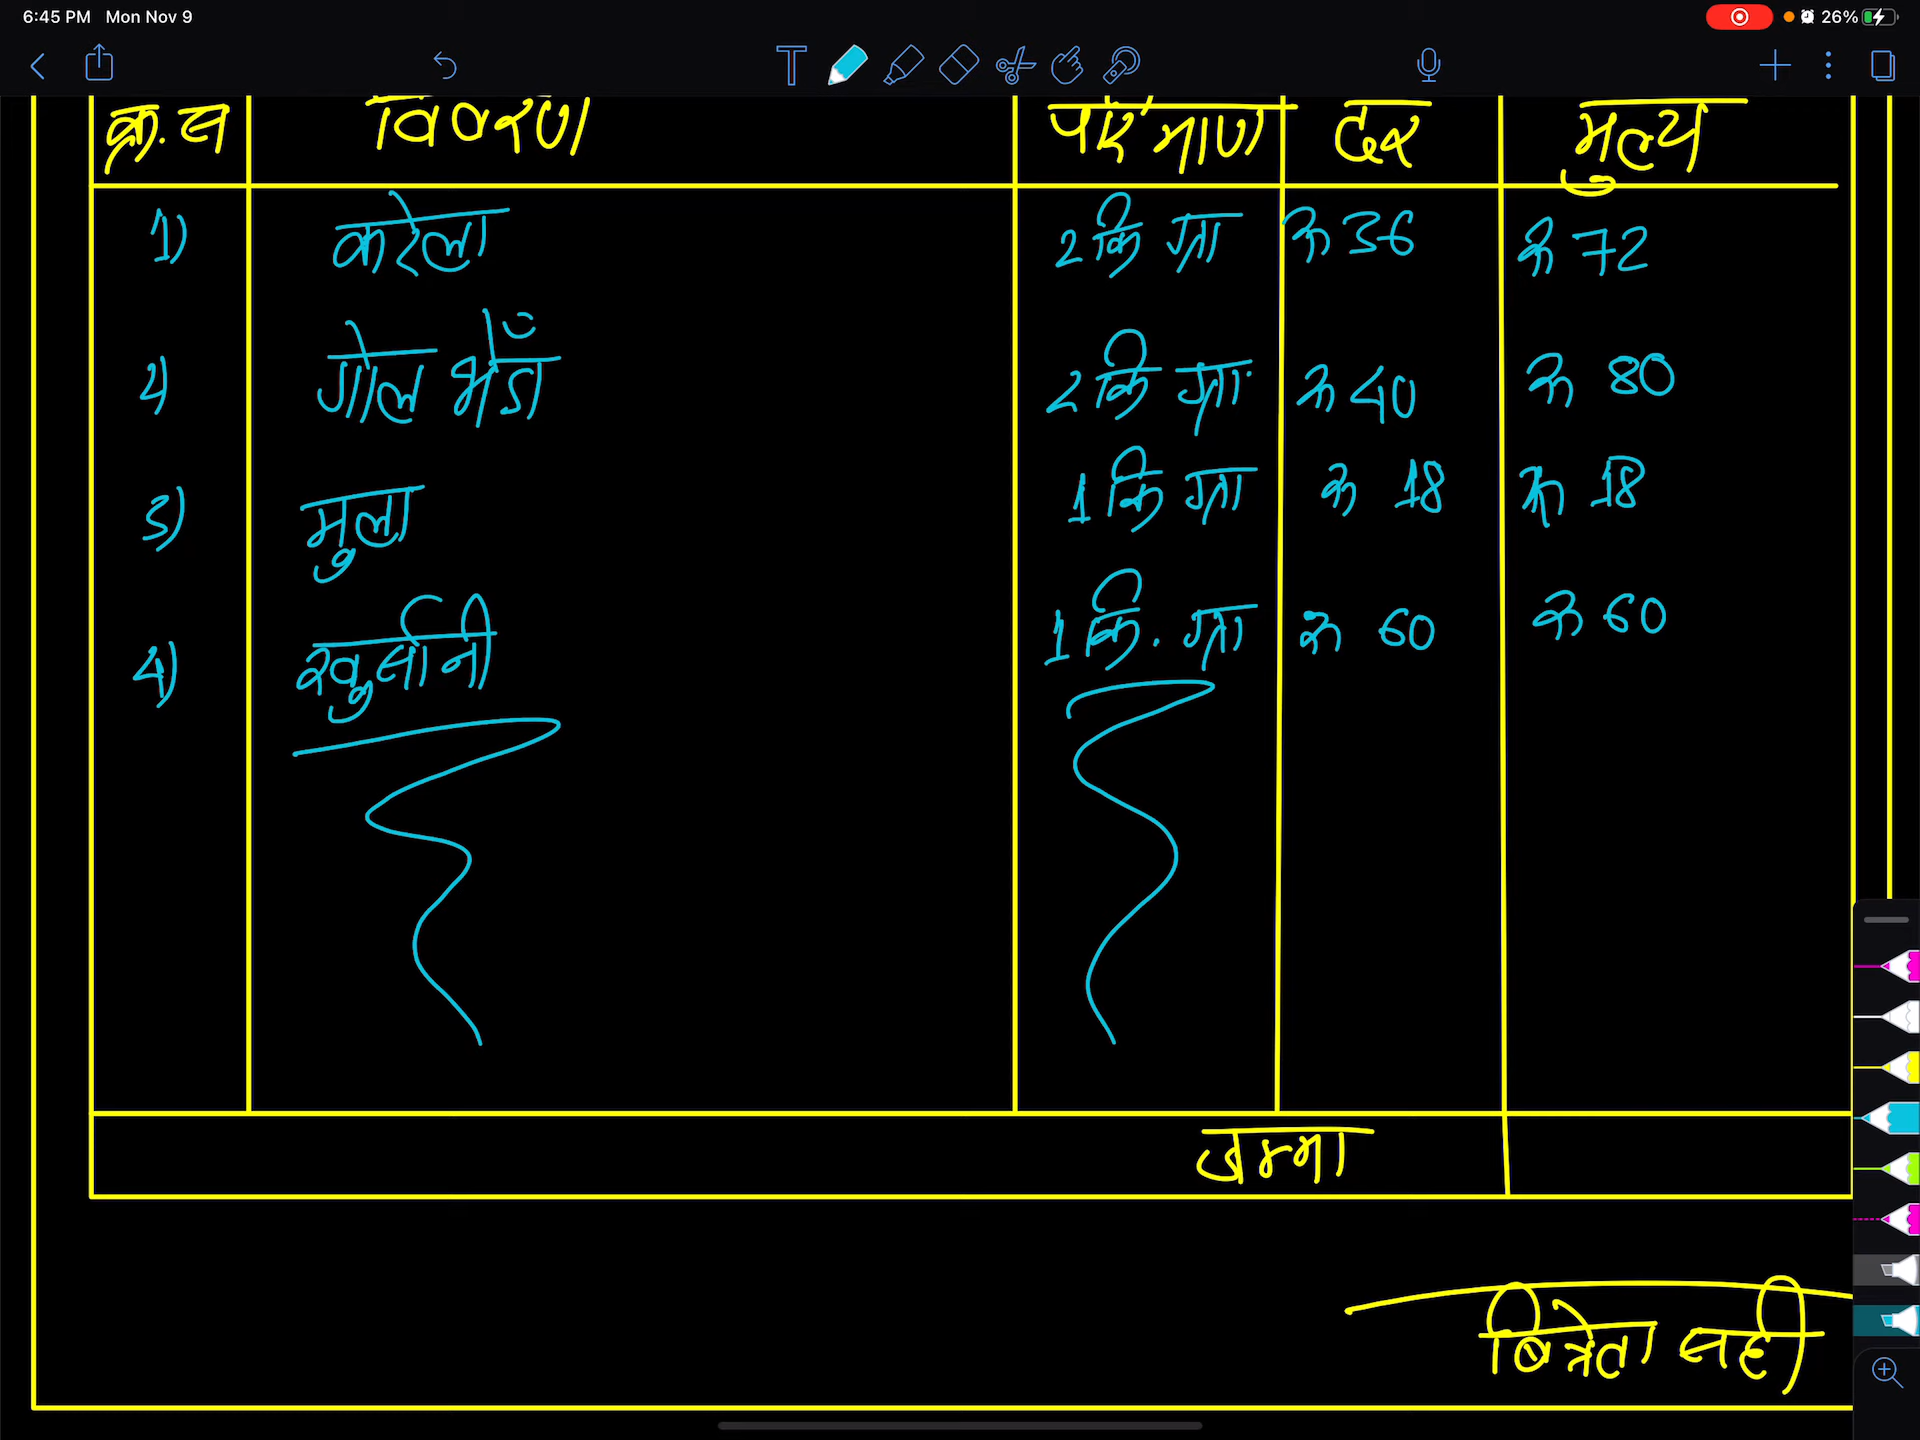 6:45 PM Mon Nov 9 26%
क्र.स विवरण परिमाण दर मुल्य
1) करेला 2 कि ग्रा रु 36 रु 72
2) गोल भेडाँ 2 कि ग्रा. रु 40 रु 80
3) मुला 1 कि ग्रा रु 18 रु 18
4) खुर्सानी 1 कि. ग्रा रु 60 रु 60
जम्मा
बिक्रेता सही